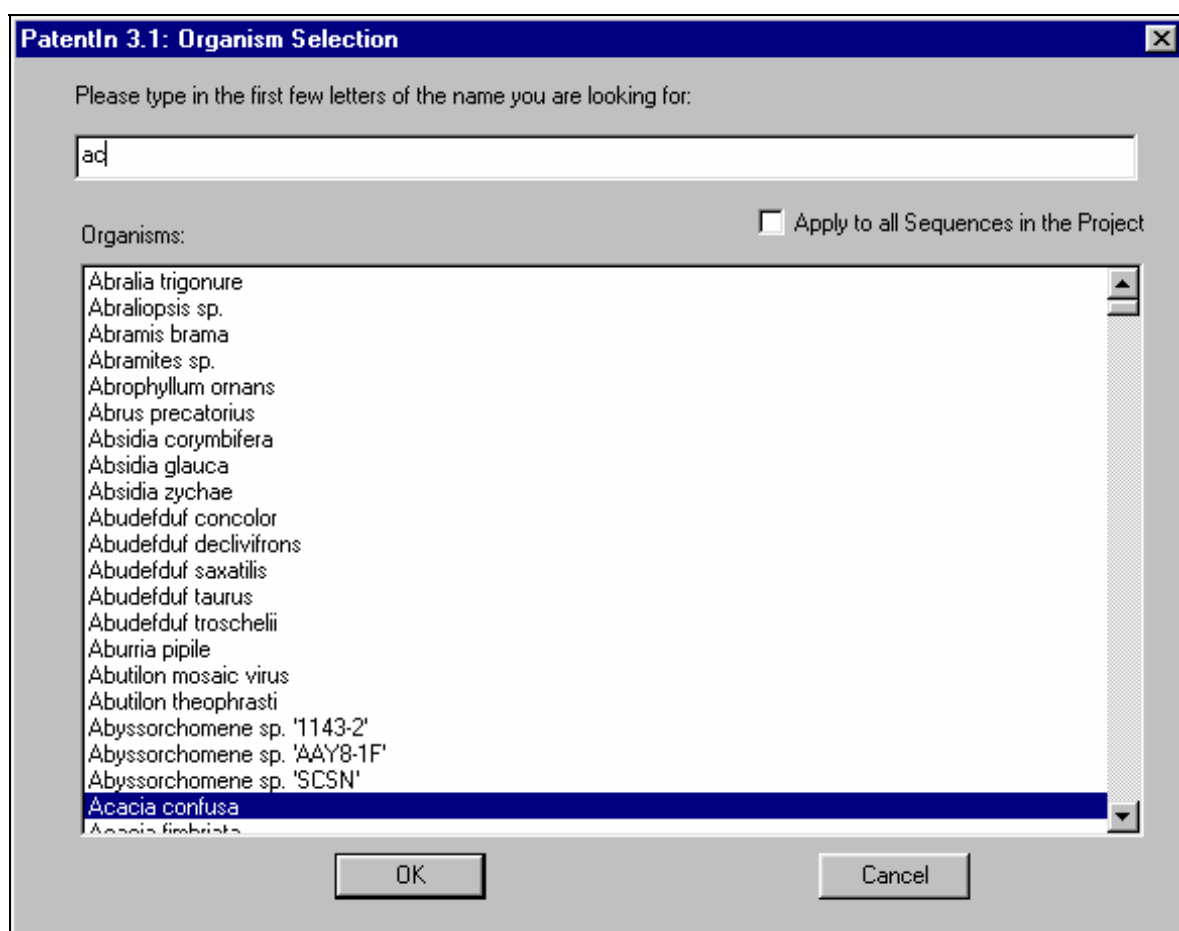 PatentIn 3.1: Organism Selection
Please type in the first few letters of the name you are looking for:
ac
Apply to all Sequences in the Project
Organisms:
Abralia trigonure
Abraliopsis sp.
Abramis brama
Abramites sp.
Abrophyllum ornans
Abrus precatorius
Absidia corymbifera
Absidia glauca
Absidia zychae
Abudefduf concolor
Abudefduf declivifrons
Abudefduf saxatilis
Abudefduf taurus
Abudefduf troschelii
Aburria pipile
Abutilon mosaic virus
Abutilon theophrasti
Abyssorchomene sp. '1143-2'
Abyssorchomene sp. 'AAY8-1F'
Abyssorchomene sp. 'SCSN'
Acacia confusa
Acacia fimbriata
OK Cancel